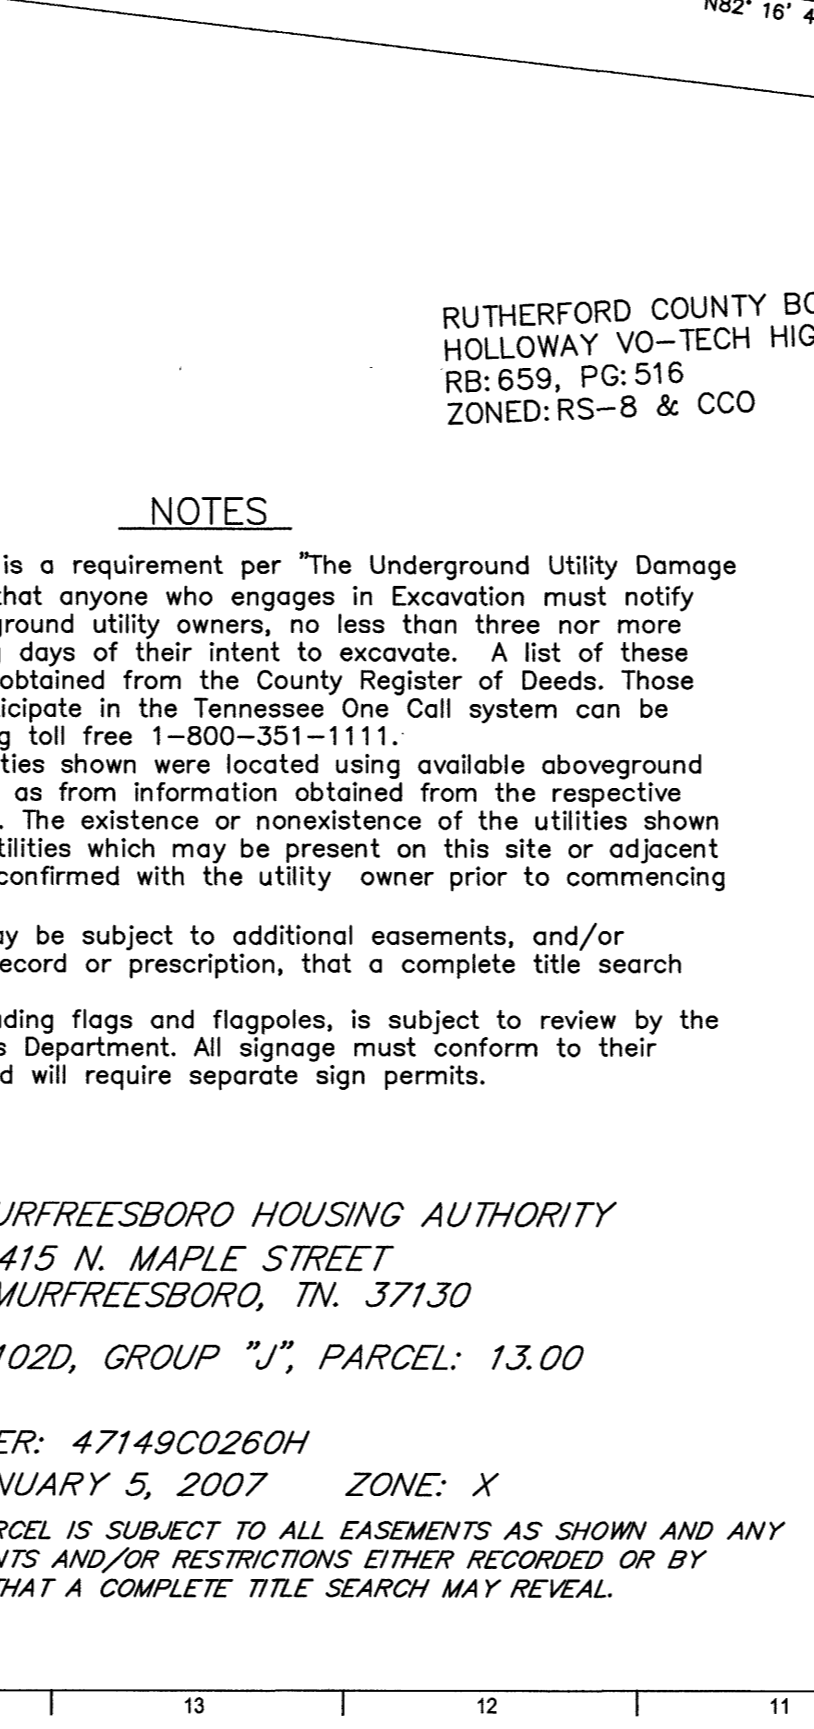 N82° 16' 4
RUTHERFORD COUNTY BO
HOLLOWAY VO-TECH HIG
RB: 659, PG: 516
ZONED: RS-8 & CCO
NOTES
is a requirement per "The Underground Utility Damage
that anyone who engages in Excavation must notify
ground utility owners, no less than three nor more
g days of their intent to excavate. A list of these
obtained from the County Register of Deeds. Those
ticipate in the Tennessee One Call system can be
g toll free 1-800-351-1111.
ties shown were located using available aboveground
as from information obtained from the respective
. The existence or nonexistence of the utilities shown
tilities which may be present on this site or adjacent
confirmed with the utility owner prior to commencing
ay be subject to additional easements, and/or
ecord or prescription, that a complete title search
ding flags and flagpoles, is subject to review by the
s Department. All signage must conform to their
d will require separate sign permits.
URFREESBORO HOUSING AUTHORITY
415 N. MAPLE STREET
MURFREESBORO, TN. 37130
102D, GROUP "J", PARCEL: 13.00
ER: 47149C0260H
NUARY 5, 2007 ZONE: X
RCEL IS SUBJECT TO ALL EASEMENTS AS SHOWN AND ANY
NTS AND/OR RESTRICTIONS EITHER RECORDED OR BY
THAT A COMPLETE TITLE SEARCH MAY REVEAL.
13 12 11